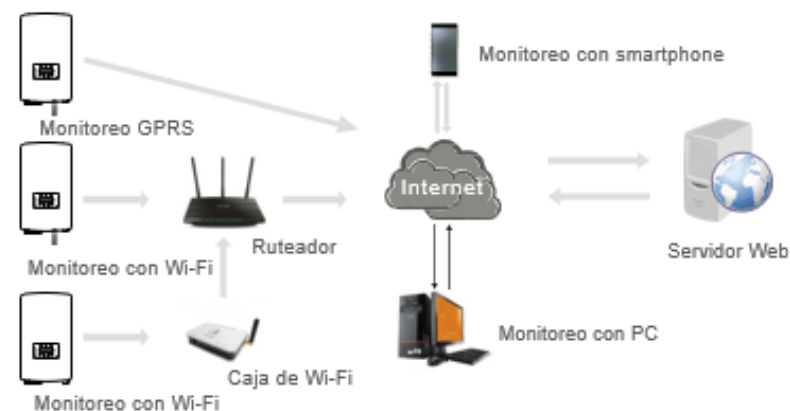 Monitoreo con smartphone
Monitoreo GPRS
Internet
Ruteador
Servidor Web
Monitoreo con Wi-Fi
Monitoreo con PC
Caja de Wi-Fi
Monitoreo con Wi-Fi